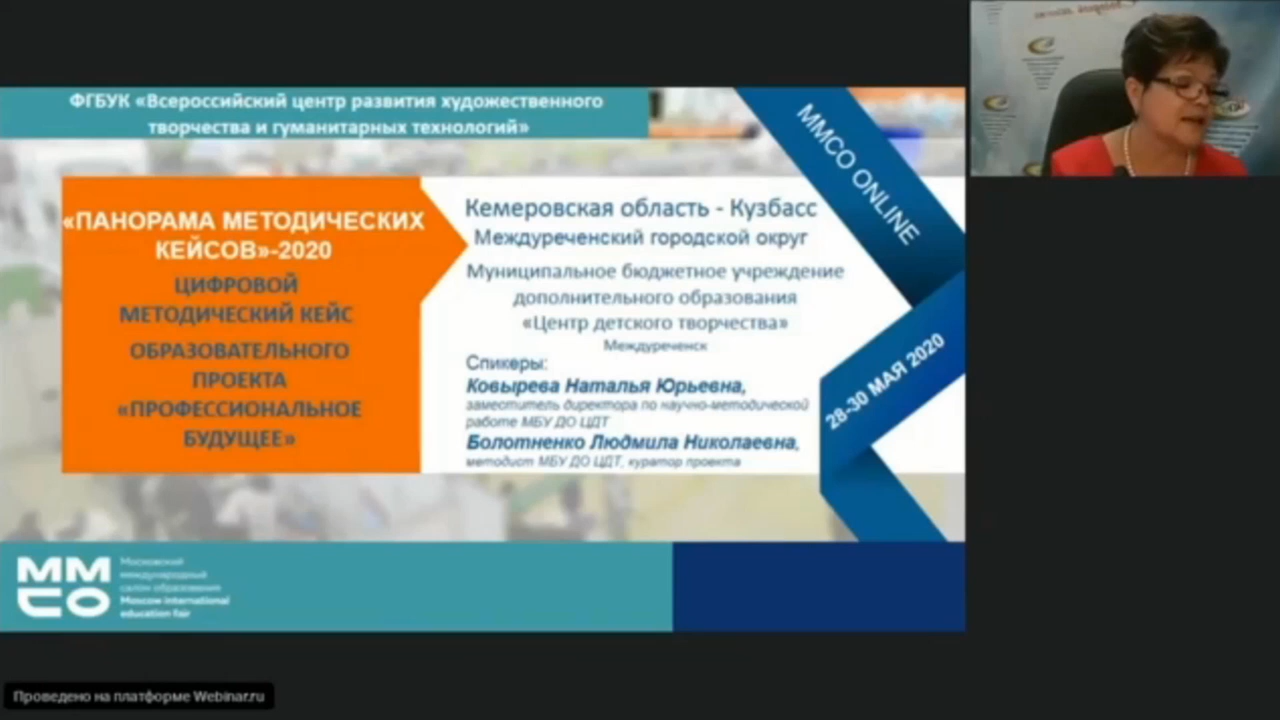 ФГБУК «Всероссийский центр развития художественного
творчества и гуманитарных технологий»
«ПАНОРАМА МЕТОДИЧЕСКИХ
КЕЙСОВ»-2020
ЦИФРОВОЙ
МЕТОДИЧЕСКИЙ КЕЙС
ОБРАЗОВАТЕЛЬНОГО
ПРОЕКТА
«ПРОФЕССИОНАЛЬНОЕ
БУДУЩЕЕ»
Кемеровская область - Кузбасс
Междуреченский городской округ
Муниципальное бюджетное учреждение
дополнительного образования
«Центр детского творчества»
Междуреченск
Спикеры:
Ковырева Наталья Юрьевна,
заместитель директора по научно-методической
работе МБУ ДО ЦДТ
Болотненко Людмила Николаевна,
методист МБУ ДО ЦДТ, куратор проекта
MMCO ONLINE
28-30 МАЯ 2020
ММ
СО
Московский
международный
салон образования
Moscow international
education fair
Проведено на платформе Webinar.ru